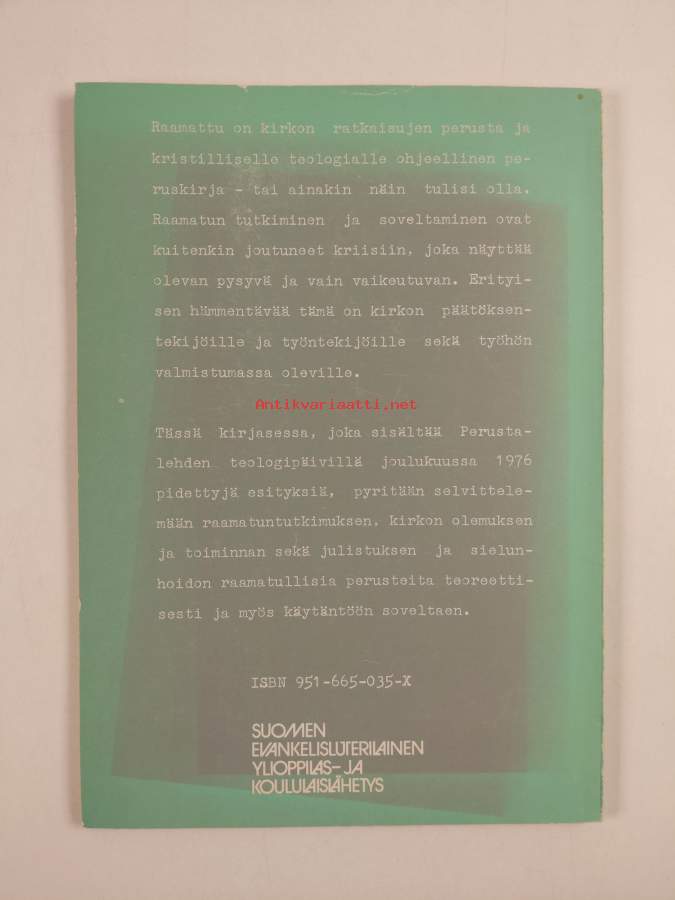 Raamattu on kirkon ratkaisujen perusta ja
kristilliselle teologialle ohjeellinen pe-
ruskirja - tai ainakin näin tulisi olla.
Raamatun tutkiminen ja soveltaminen ovat
kuitenkin joutuneet kriisiin, joka näyttää
olevan pysyvä ja vain vaikeutuvan. Erityi-
sen hämmentävää tämä on kirkon päätöksen-
tekijöille ja työntekijöille sekä työhön
valmistumassa oleville.
Antikvariaatti.net
Tässä kirjasessa, joka sisältää Perusta-
lehden teologipäivillä joulukuussa 1976
pidettyjä esityksiä, pyritään selvittele-
mään raamatuntutkimuksen, kirkon olemuksen
ja toiminnan sekä julistuksen ja sielun-
hoidon raamatullisia perusteita teoreetti-
sesti ja myös käytäntöön soveltaen.
ISBN 951-665-035-X
SUOMEN
EVANKELISLUTERILAINEN
YLIOPPILAS- JA
KOULULAISLÄHETYS